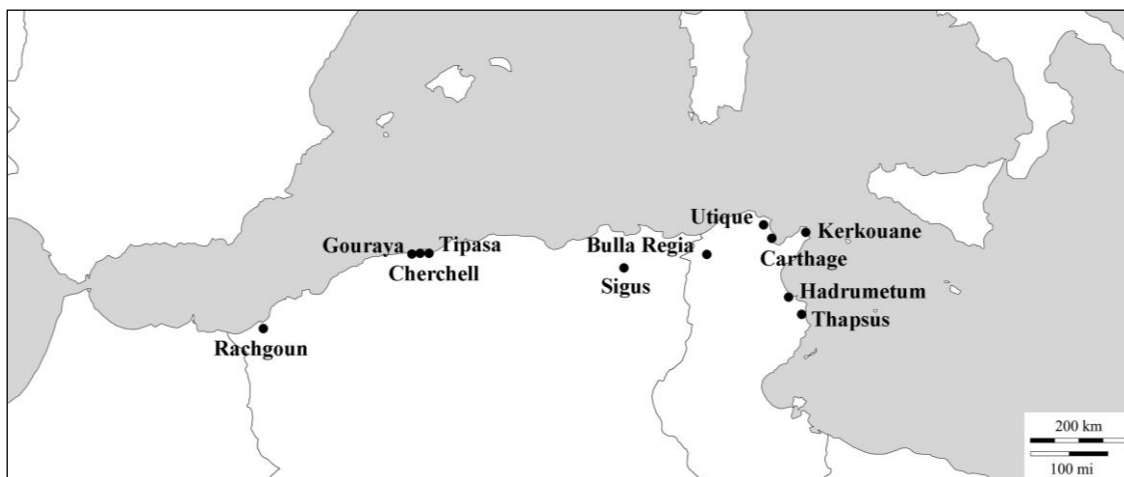 Utique
Kerkouane
Gouraya
Tipasa
Bulla Regia
Carthage
Cherchell
Sigus
Hadrumetum
Thapsus
Rachgoun
200 km
100 mi